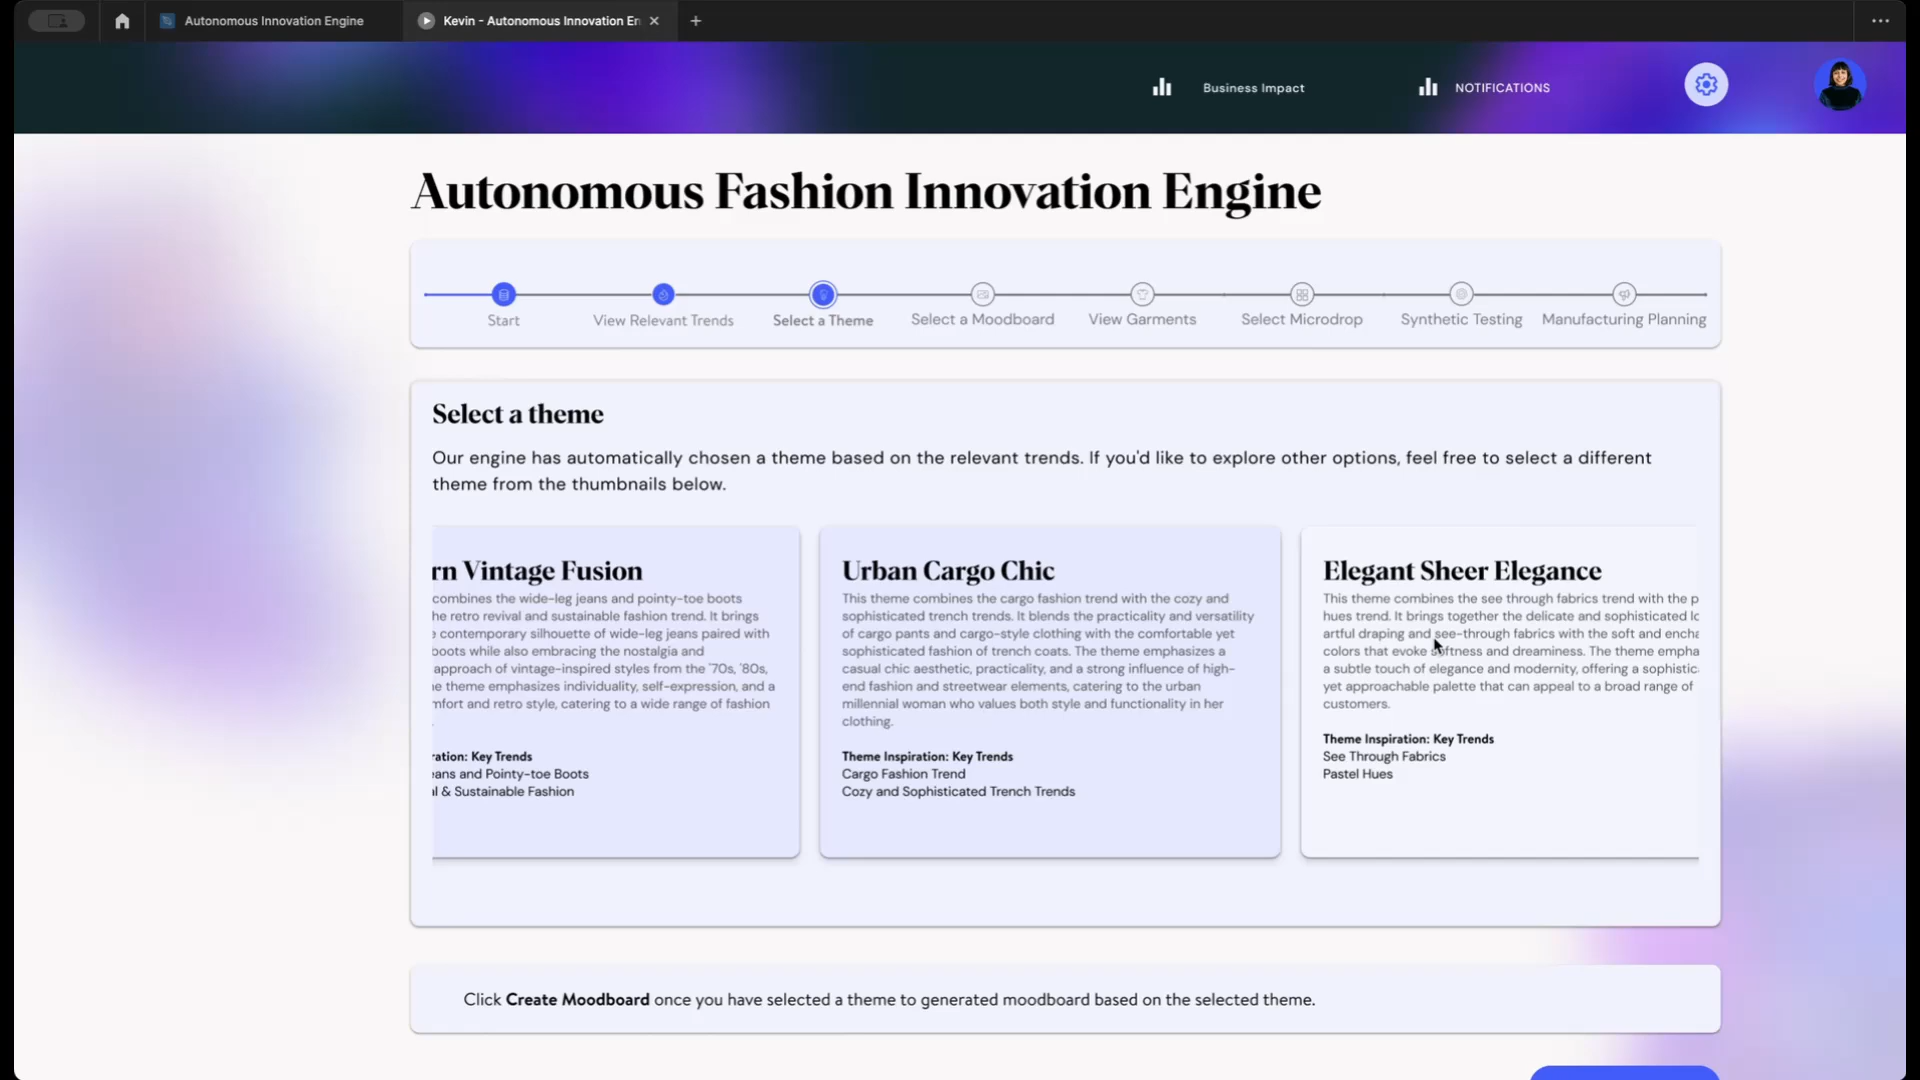 Autonomous Innovation Engine
Kevin - Autonomous Innovation En
Business Impact
NOTIFICATIONS
Autonomous Fashion Innovation Engine
Start
View Relevant Trends
Select a Theme
Select a Moodboard
View Garments
Select Microdrop
Synthetic Testing
Manufacturing Planning
Select a theme
Our engine has automatically chosen a theme based on the relevant trends. If you'd like to explore other options, feel free to select a different
theme from the thumbnails below.
rn Vintage Fusion
combines the wide-leg jeans and pointy-toe boots
he retro revival and sustainable fashion trend. It brings
e contemporary silhouette of wide-leg jeans paired with
boots while also embracing the nostalgia and
approach of vintage-inspired styles from the '70s, '80s,
e theme emphasizes individuality, self-expression, and a
mfort and retro style, catering to a wide range of fashion
.
ration: Key Trends
eans and Pointy-toe Boots
al & Sustainable Fashion
Urban Cargo Chic
This theme combines the cargo fashion trend with the cozy and
sophisticated trench trends. It blends the practicality and versatility
of cargo pants and cargo-style clothing with the comfortable yet
sophisticated fashion of trench coats. The theme emphasizes a
casual chic aesthetic, practicality, and a strong influence of high-
end fashion and streetwear elements, catering to the urban
millennial woman who values both style and functionality in her
clothing.
Theme Inspiration: Key Trends
Cargo Fashion Trend
Cozy and Sophisticated Trench Trends
Elegant Sheer Elegance
This theme combines the see through fabrics trend with the p
hues trend. It brings together the delicate and sophisticated lo
artful draping and see-through fabrics with the soft and encha
colors that evoke softness and dreaminess. The theme empha
a subtle touch of elegance and modernity, offering a sophistic
yet approachable palette that can appeal to a broad range of
customers.
Theme Inspiration: Key Trends
See Through Fabrics
Pastel Hues
Click Create Moodboard once you have selected a theme to generated moodboard based on the selected theme.